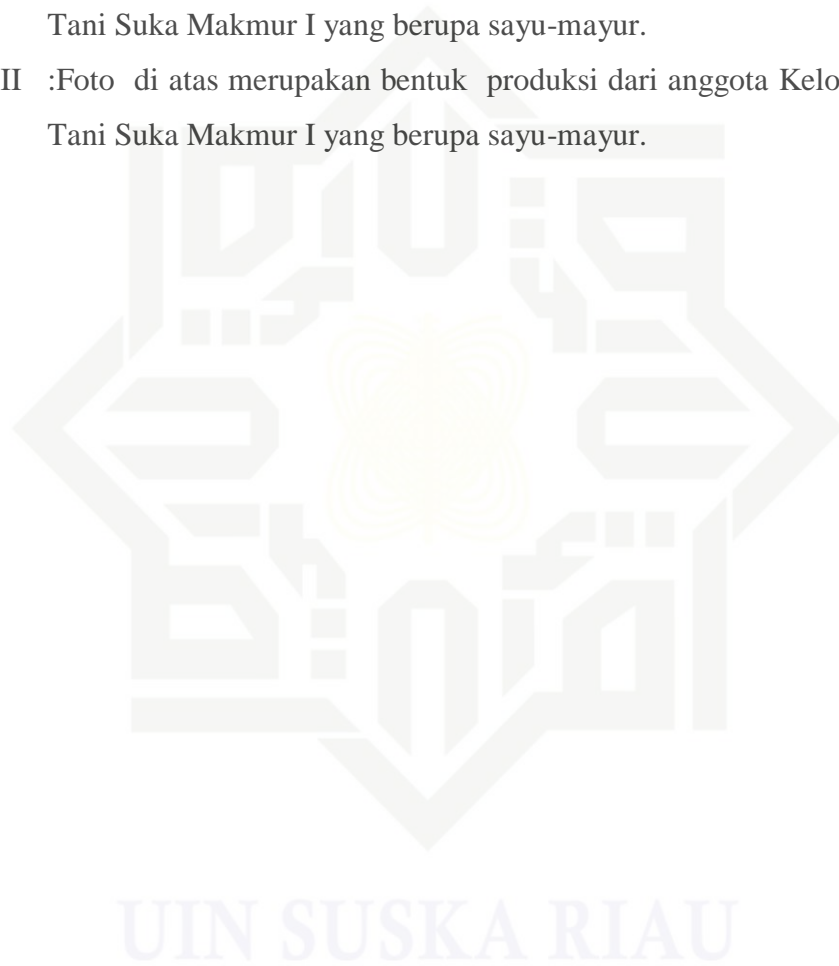 Tani Suka Makmur I yang berupa sayu-mayur.
II :Foto di atas merupakan bentuk produksi dari anggota Kelo
Tani Suka Makmur I yang berupa sayu-mayur.
UIN SUSKA RIAU